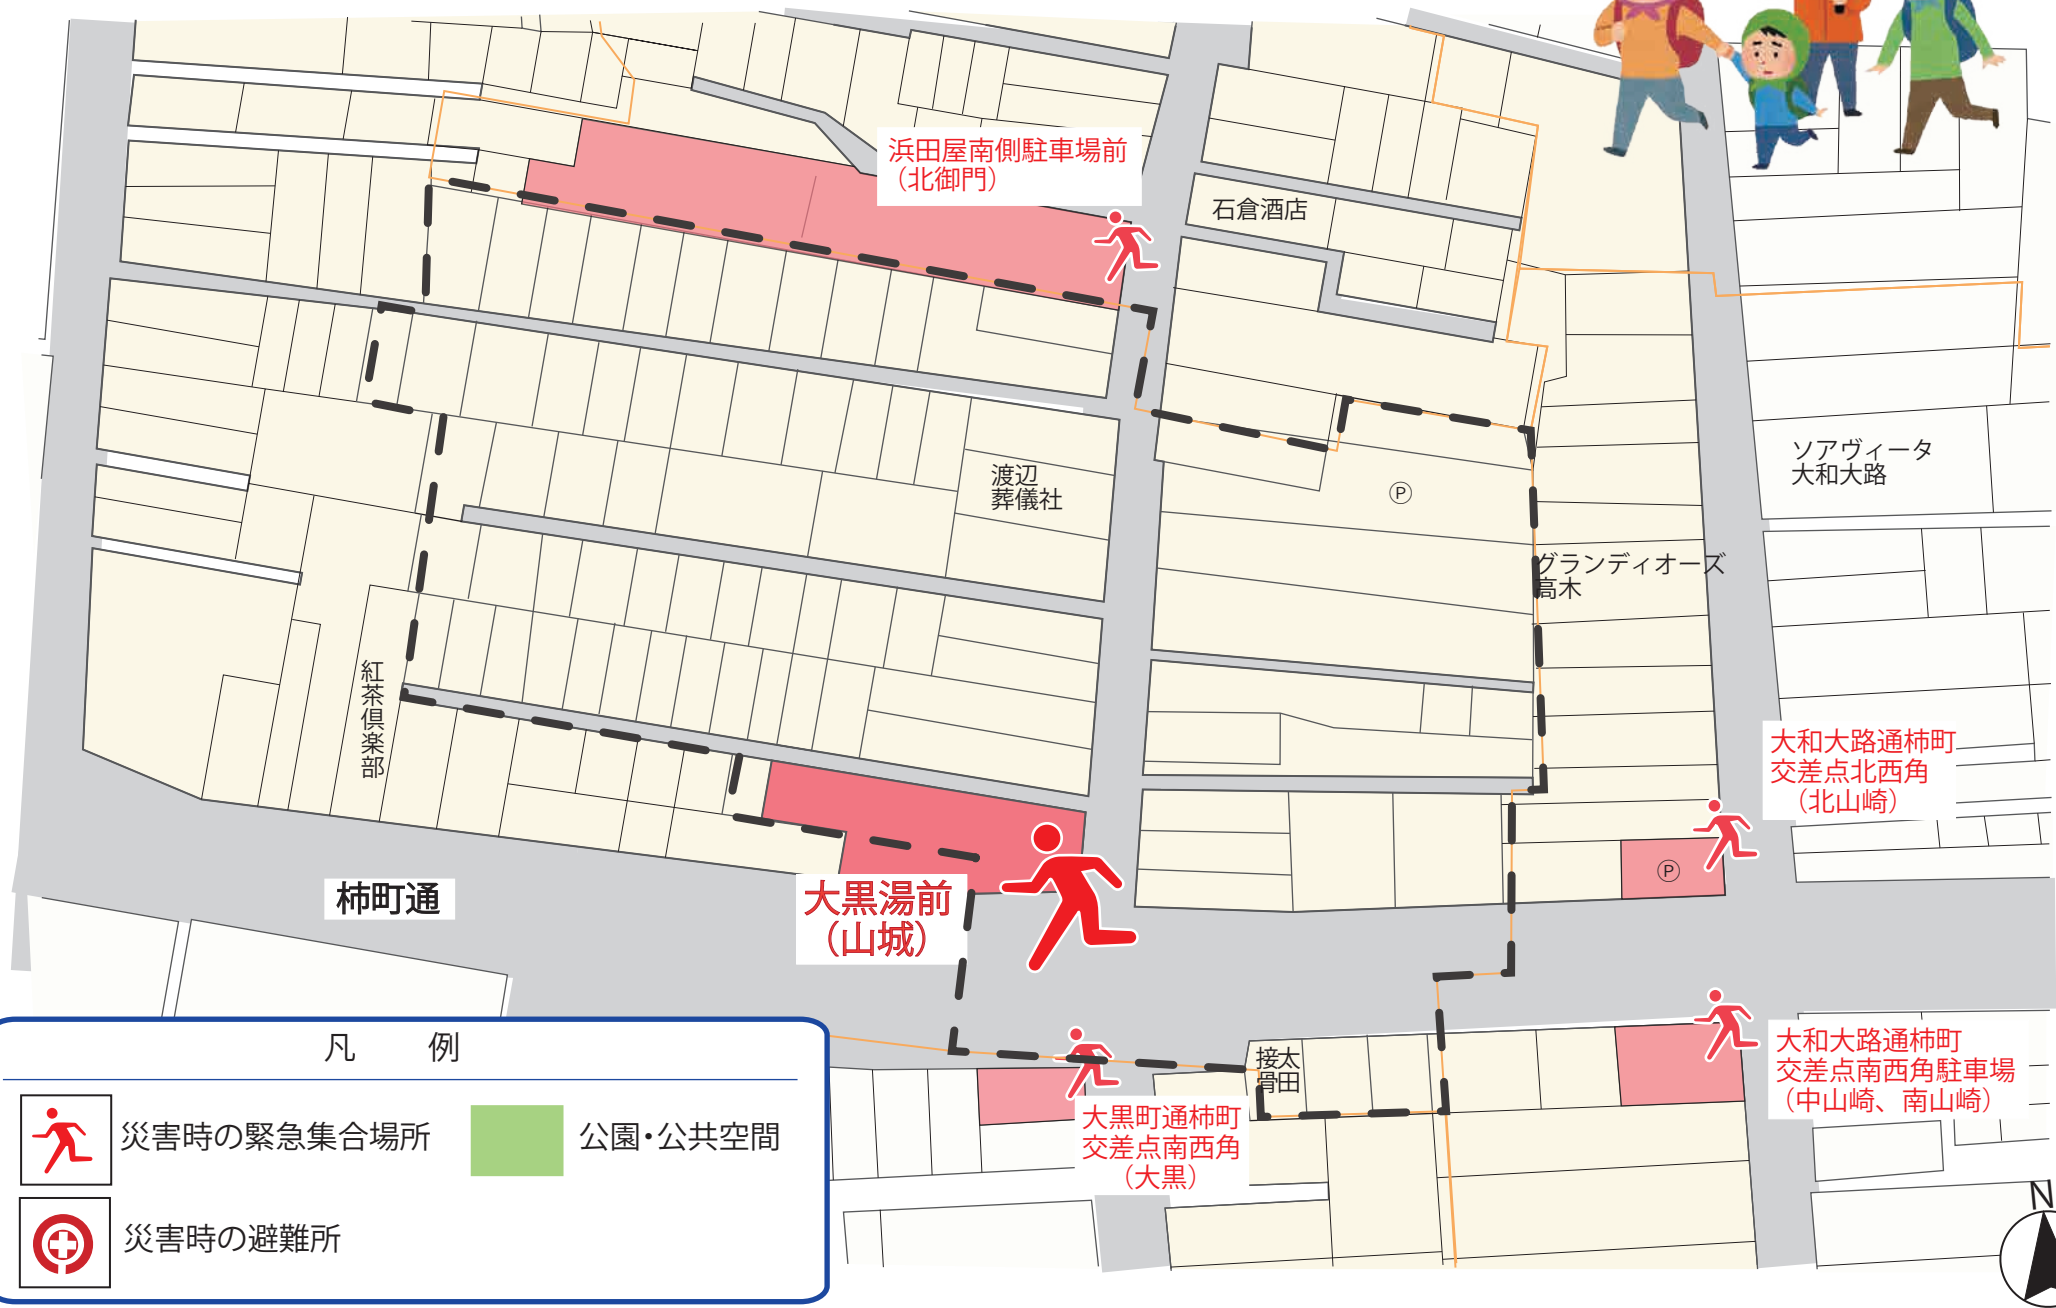 浜田屋南側駐車場前
（北御門）
石倉酒店
渡辺
葬儀社
Ⓟ
ソアヴィータ
大和大路
グランディオーズ
高木
紅茶倶楽部
大和大路通柿町
交差点北西角
（北山崎）
Ⓟ
柿町通
大黒湯前
（山城）
大和大路通柿町
交差点南西角駐車場
（中山崎、南山崎）
太田
接骨
大黒町通柿町
交差点南西角
（大黒）
凡　例
災害時の緊急集合場所
公園・公共空間
災害時の避難所
N